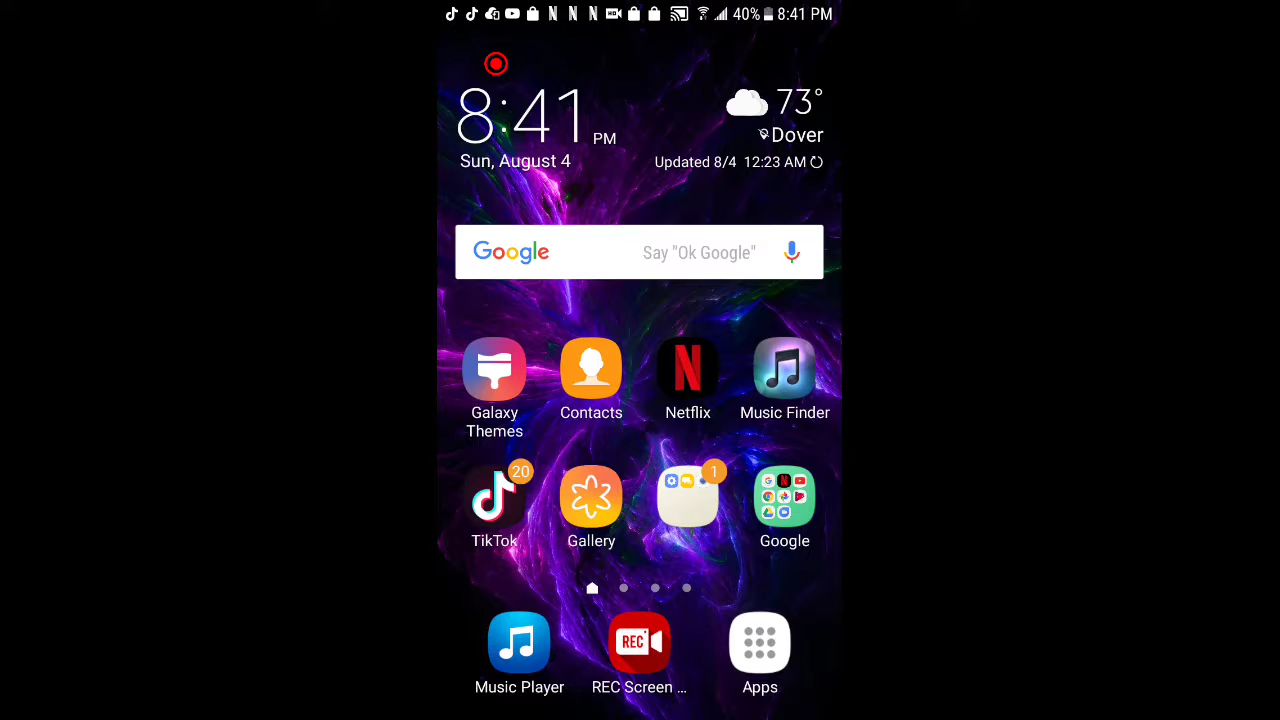 40% 8:41 PM
8:41 PM
73°
Dover
Sun, August 4
Updated 8/4 12:23 AM
Google Say "Ok Google"
Galaxy Themes
Contacts
Netflix
Music Finder
20
1
TikTok
Gallery
Google
REC
Music Player
REC Screen ...
Apps